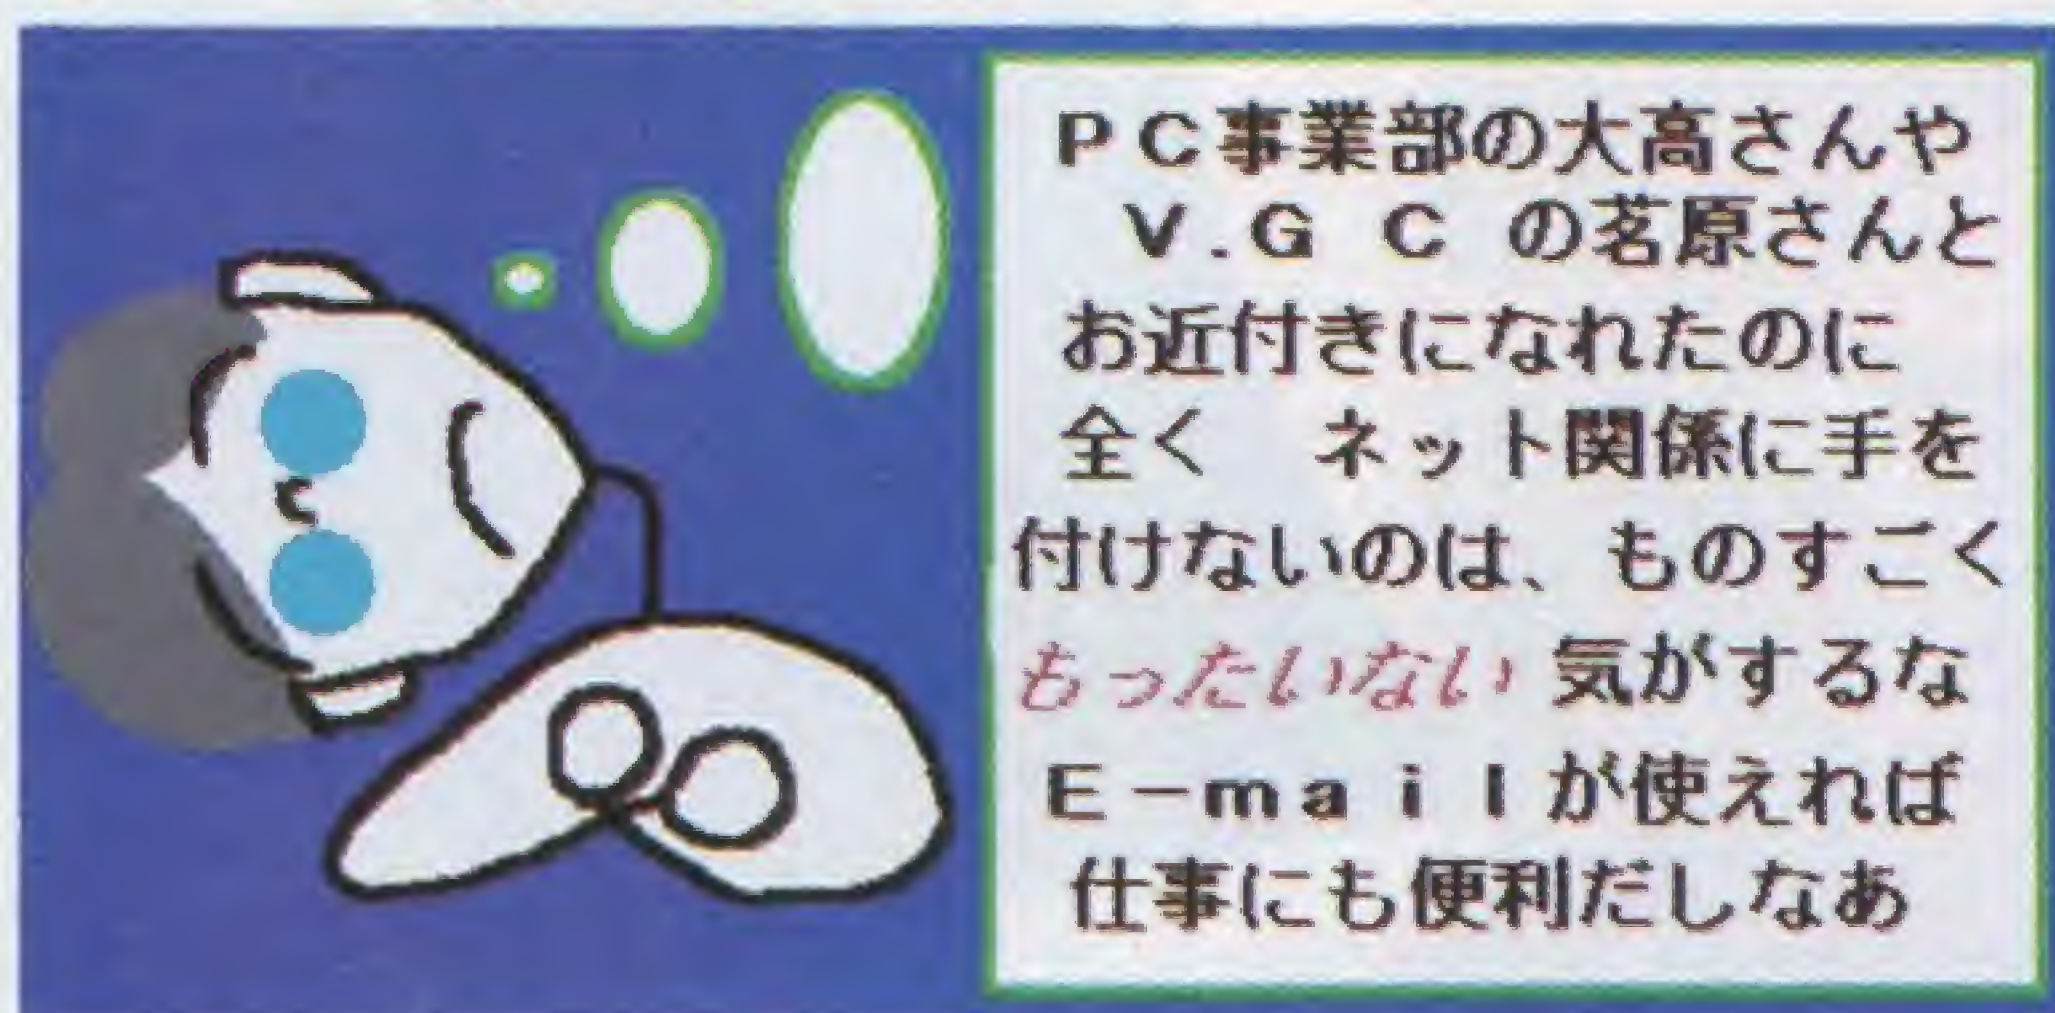 PC事業部の大高さんや
V.G C の茗原さんと
お近付きになれたのに
全く ネット関係に手を
付けないのは、ものすごく
もったいない 気がするな
E-mailが使えれば
仕事にも便利だしなあ